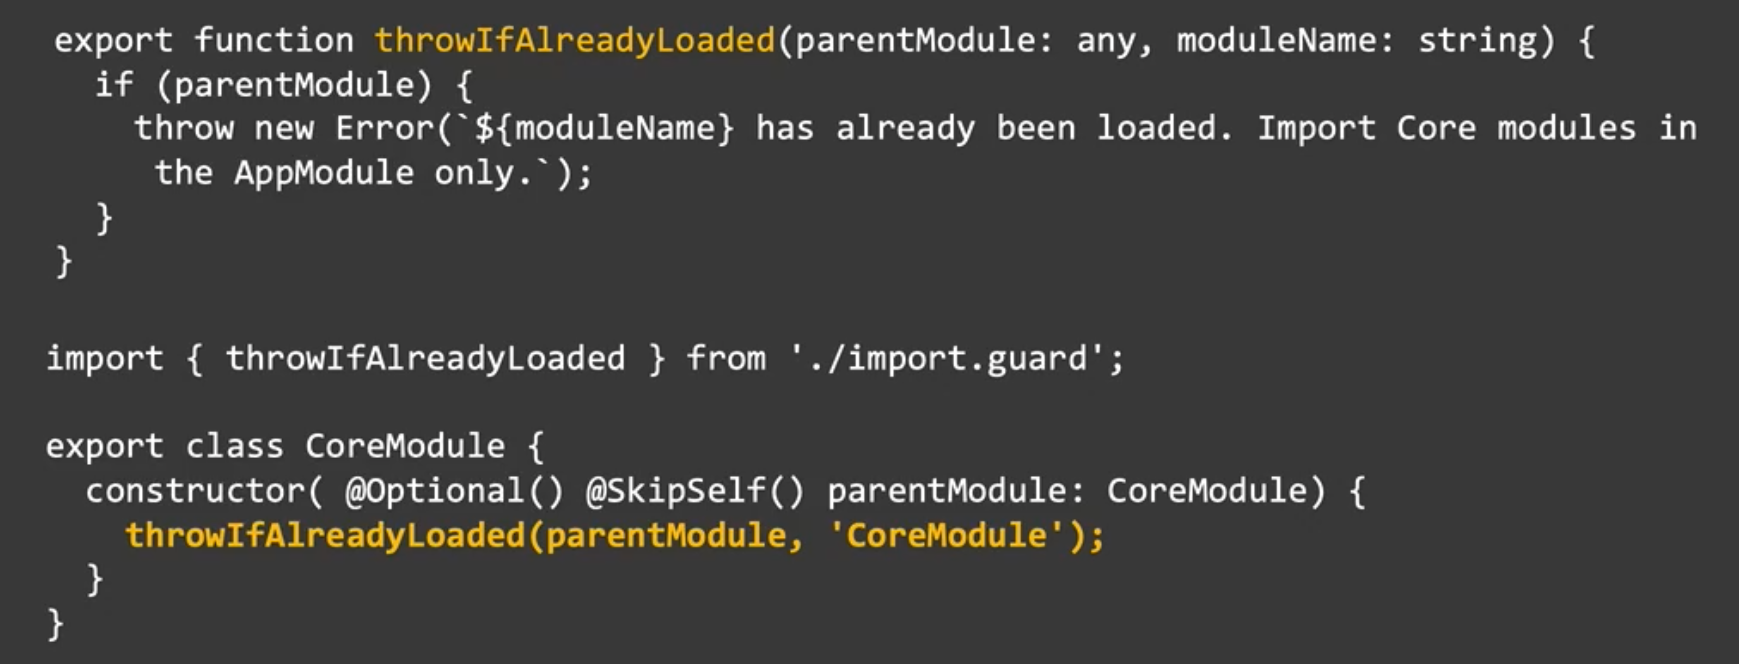 export function throwIfAlreadyLoaded(parentModule: any, moduleName: string) {
  if (parentModule) {
    throw new Error(`${moduleName} has already been loaded. Import Core modules in
     the AppModule only.`);
  }
}
import { throwIfAlreadyLoaded } from './import.guard';
export class CoreModule {
  constructor( @Optional() @SkipSelf() parentModule: CoreModule) {
    throwIfAlreadyLoaded(parentModule, 'CoreModule');
  }
}